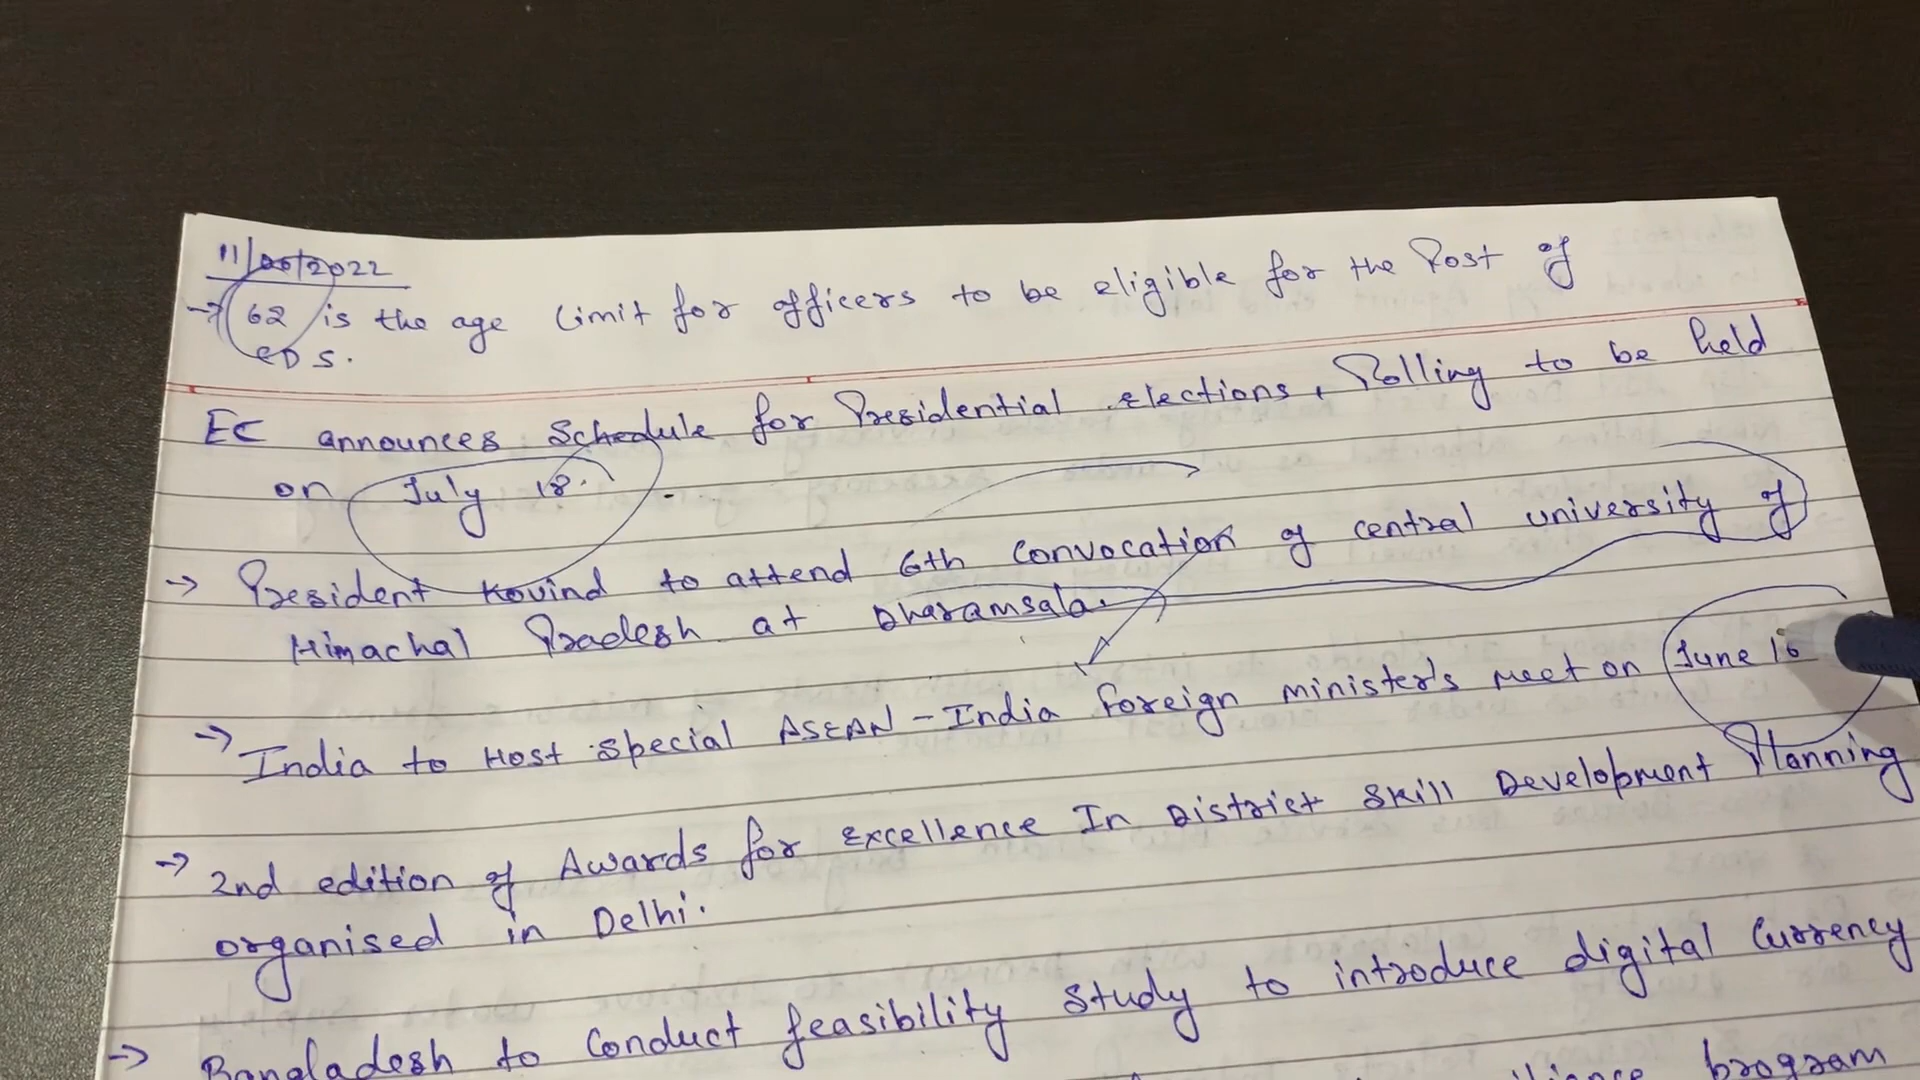 11/06/2022
→ 62 is the age limit for officers to be eligible for the Post of
CDS.
EC announces Schedule for Presidential elections, Polling to be held
on July 18.
→ President Kovind to attend 6th Convocation of central university of
Himachal Pradesh at Dharamsala.
→ India to Host special ASEAN - India foreign minister's meet on June 16
→ 2nd edition of Awards for excellence In District Skill Development Planning
organised in Delhi.
→ Bangladesh to conduct feasibility study to introduce digital Currency
program